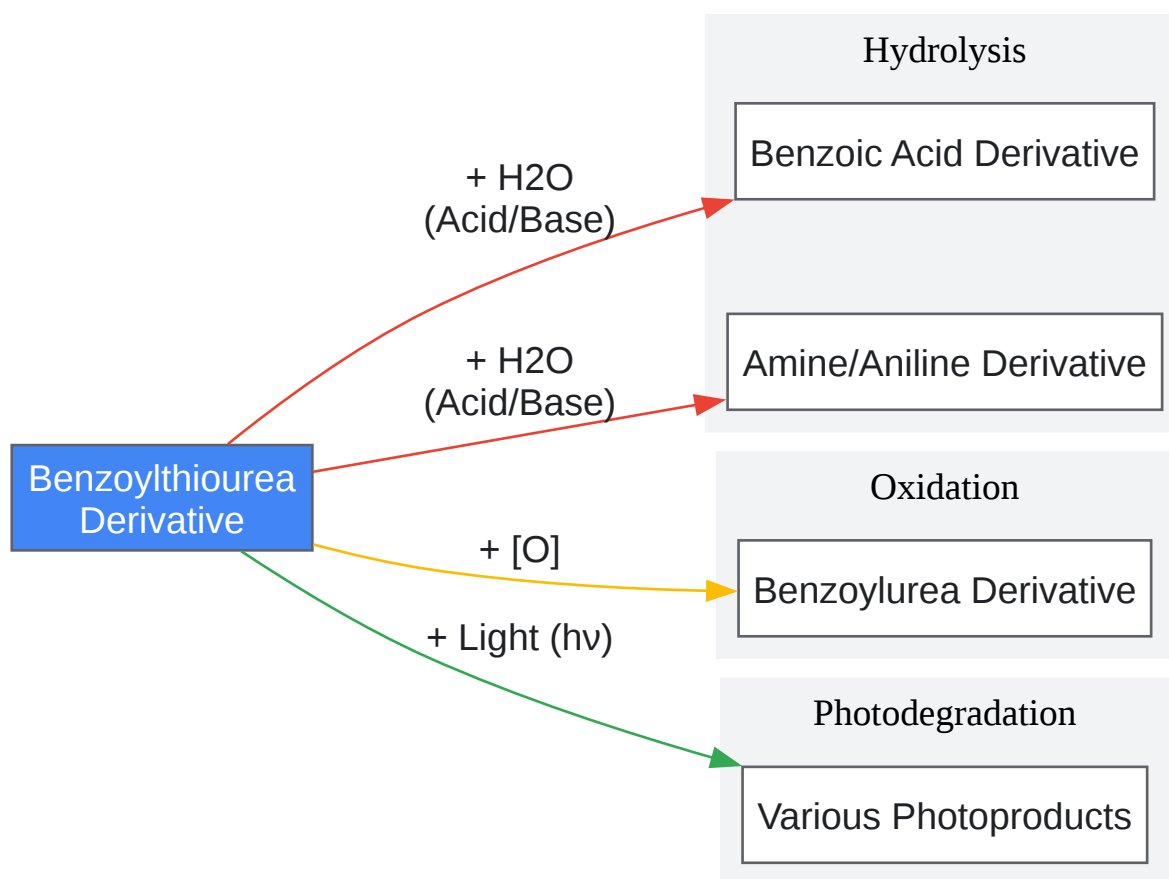 Hydrolysis
Benzoic Acid Derivative
+ H2O
(Acid/Base)
Amine/Aniline Derivative
+ H2O
(Acid/Base)
Benzoylthiourea
Derivative
Oxidation
+ [O]
Benzoylurea Derivative
+ Light (hν)
Photodegradation
Various Photoproducts